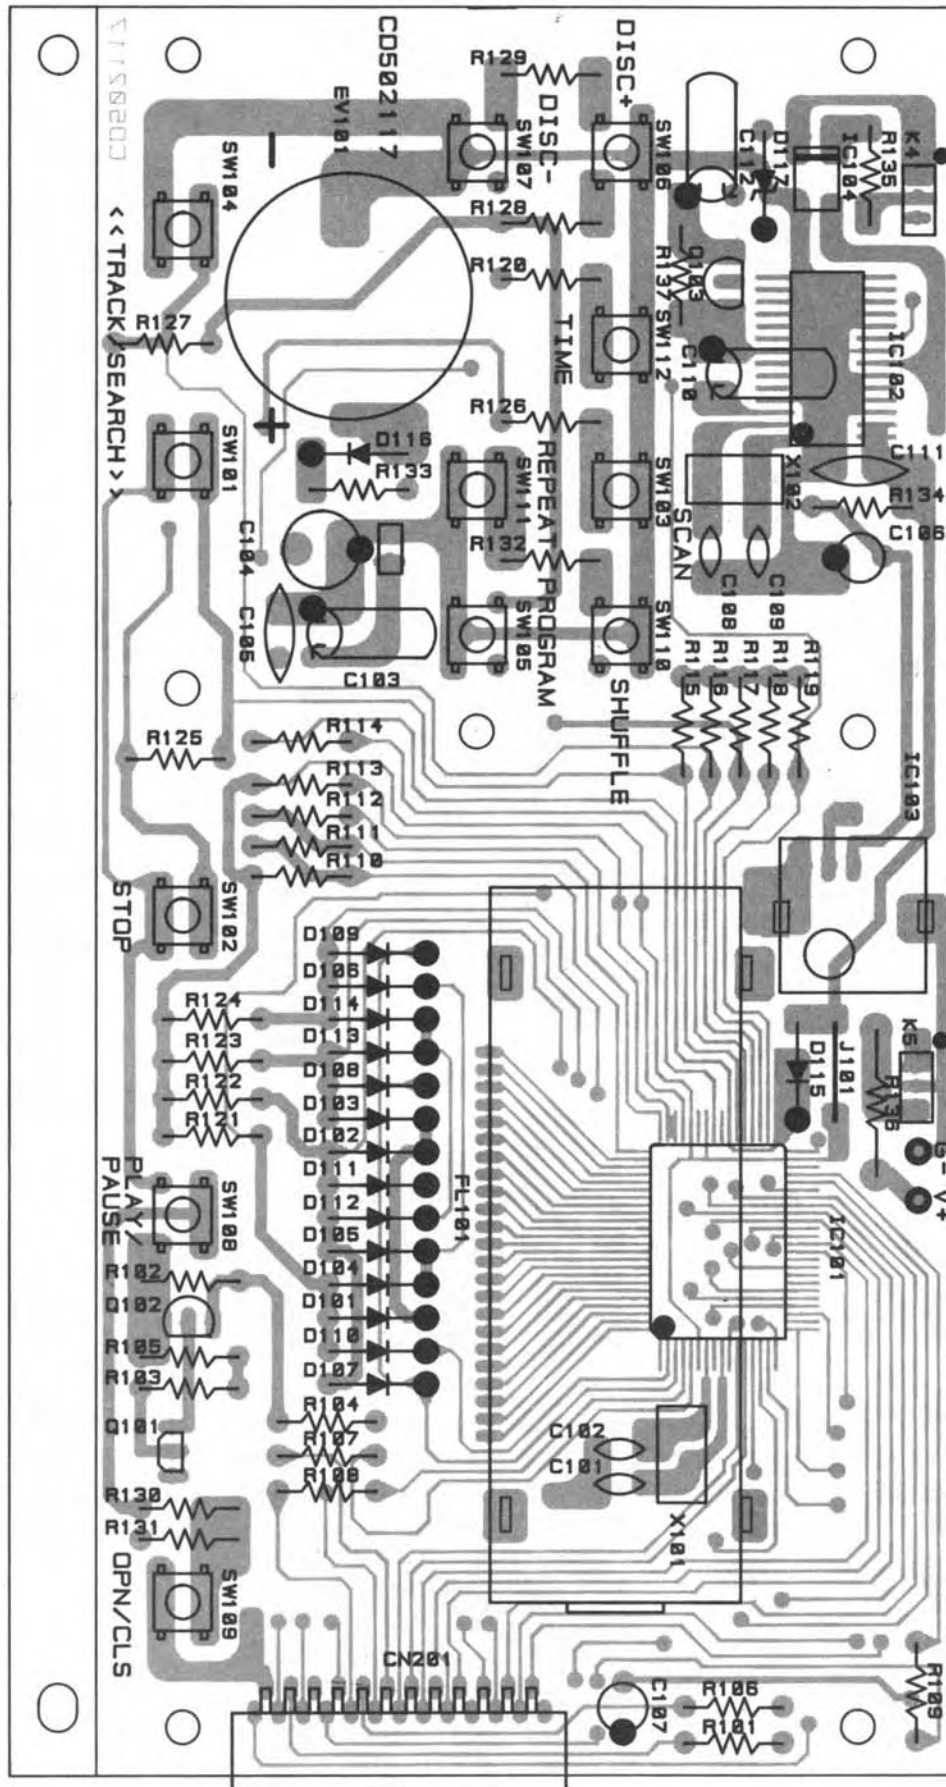 CD502117
CD502117
EV101
R129
DISC+
DISC-
SW107
SW106
C112
D117
IC104
R135
K4
SW104
R128
R120
R137
Q103
SW112
C110
IC102
<<TRACK/SEARCH>>
R127
TIME
R126
D116
R133
SW101
REPEAT
SW111
SW103
SCAN
X102
C111
R134
C106
R132
C104
C105
C103
PROGRAM
SW105
SW110
SHUFFLE
C108
C109
R115
R116
R117
R118
R119
R114
R125
R113
R112
R111
R110
IC103
STOP
SW102
D109
D106
D114
D113
D108
D103
D102
D111
D112
D105
D104
D101
D110
D107
R124
R123
R122
R121
D115
J101
R136
K5
G-
V+
FL101
IC101
PLAY/
PAUSE
SW108
R102
Q102
R105
R103
Q101
R104
R107
R108
C102
C101
X101
R130
R131
OPN/CLS
SW109
CN201
C107
R106
R101
R109